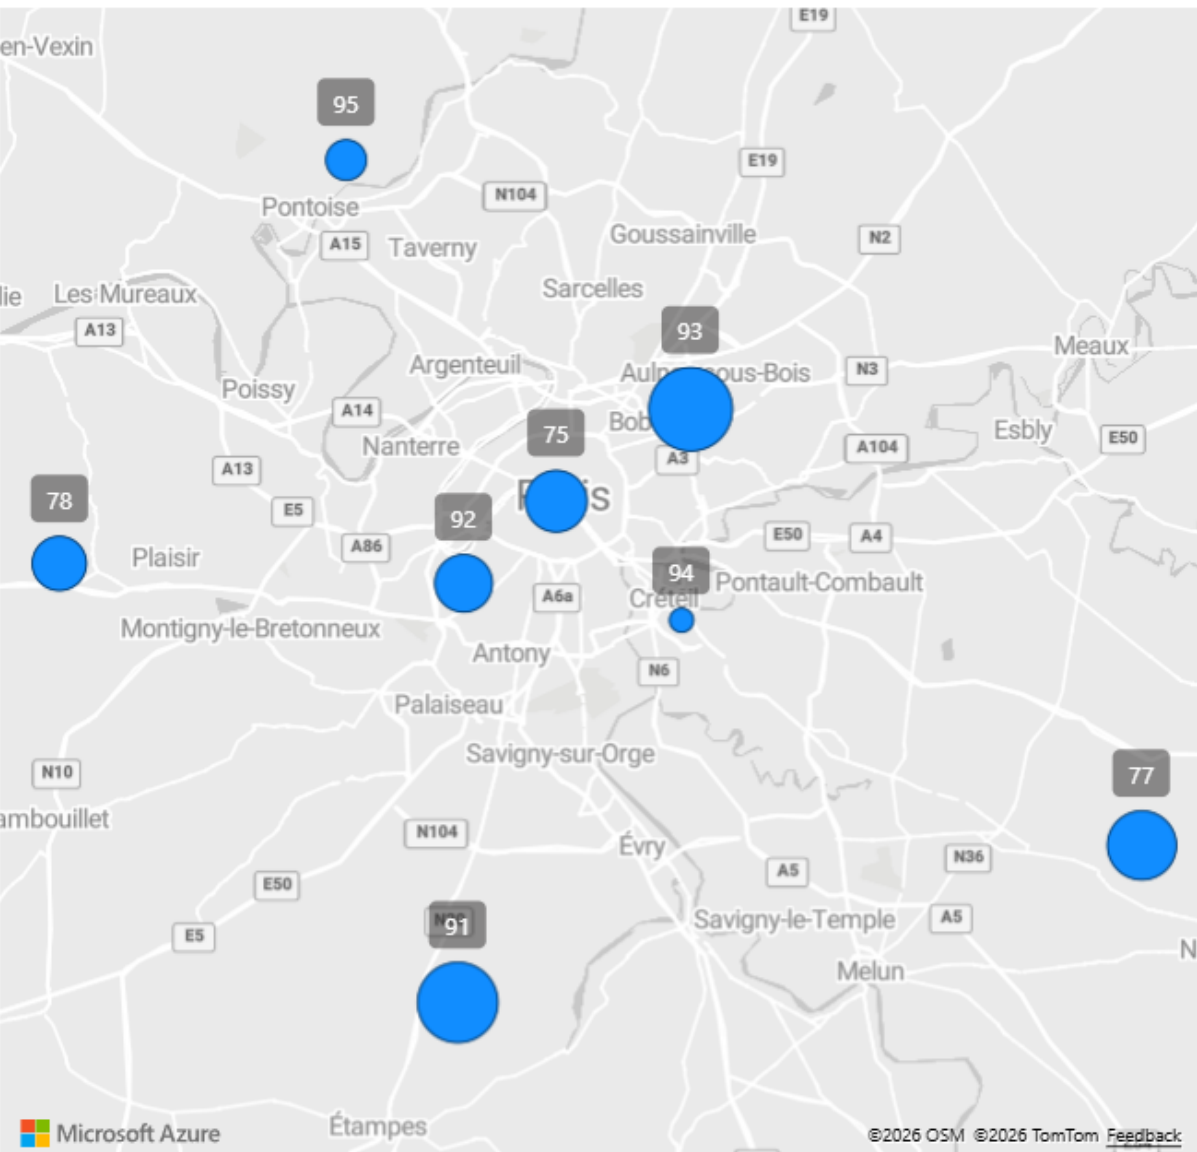 E19
en-Vexin
95
E19
N104
Pontoise
Goussainville
A15
Taverny
N2
Sarcelles
lie
Les Mureaux
A13
93
Meaux
Argenteuil
Aulnay-sous-Bois
N3
Poissy
A14
Bob
75
Esbly
Nanterre
A104
E50
A3
A13
78
E5
92
E50
A4
A86
Plaisir
94
Pontault-Combault
A6a
Créteil
Montigny-le-Bretonneux
Antony
N6
Palaiseau
Savigny-sur-Orge
N10
77
ambouillet
N104
Évry
N36
A5
E50
91
Savigny-le-Temple
A5
E5
N
Melun
Étampes
Microsoft Azure
©2026 OSM ©2026 TomTom Feedback